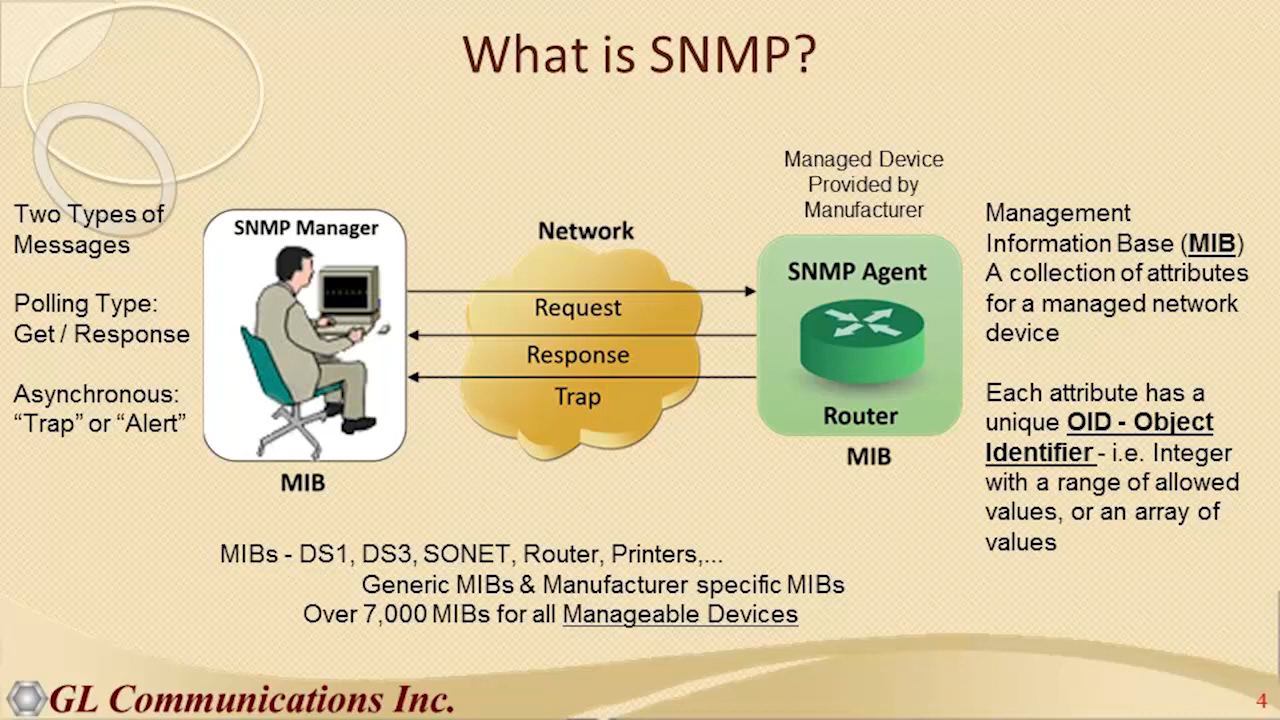 What is SNMP?
Two Types of
Messages
Polling Type:
Get / Response
Asynchronous:
“Trap” or “Alert”
SNMP Manager
MIB
Network
Request
Response
Trap
Managed Device
Provided by
Manufacturer
SNMP Agent
Router
MIB
Management
Information Base (MIB)
A collection of attributes
for a managed network
device
Each attribute has a
unique OID - Object
Identifier - i.e. Integer
with a range of allowed
values, or an array of
values
MIBs - DS1, DS3, SONET, Router, Printers,...
Generic MIBs & Manufacturer specific MIBs
Over 7,000 MIBs for all Manageable Devices
GL Communications Inc.
4